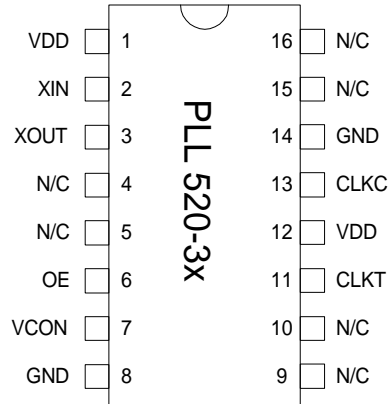 VDD 1 16 N/C
XIN 2 15 N/C
XOUT 3 14 GND
N/C 4 13 CLKC
N/C 5 12 VDD
OE 6 11 CLKT
VCON 7 10 N/C
GND 8 9 N/C
PLL 520-3x